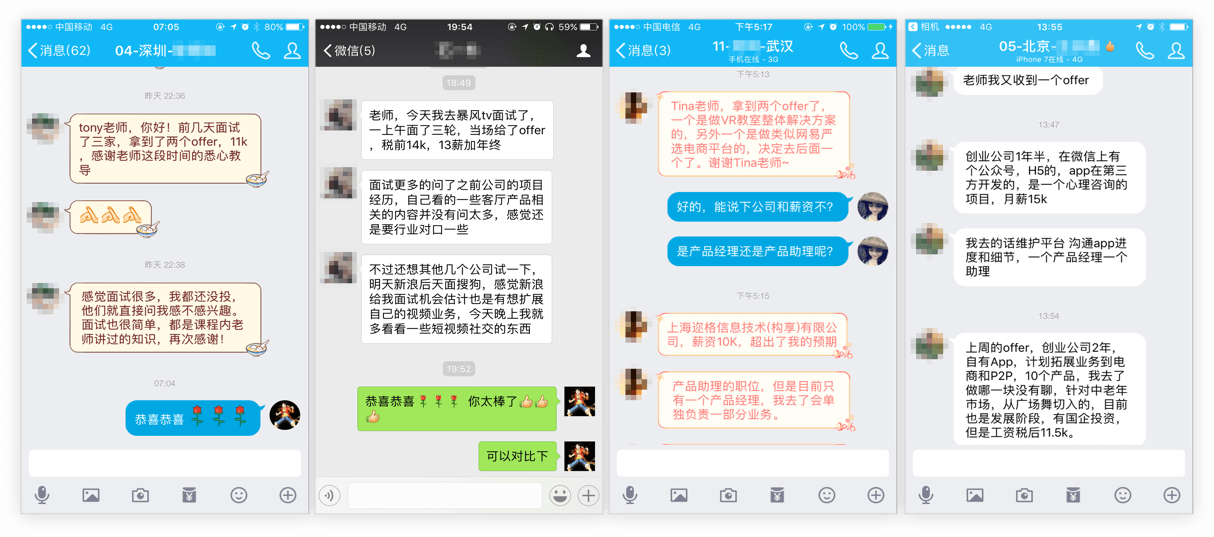 中国移动 4G 07:05 80%
消息(62) 04-深圳-
昨天 22:36
tony老师，你好！前几天面试
了三家，拿到了两个offer，11k
，感谢老师这段时间的悉心教
导
昨天 22:38
感觉面试很多，我都还没投，
他们就直接问我感不感兴趣。
面试也很简单，都是课程内老
师讲过的知识，再次感谢！
07:04
恭喜恭喜🌹🌹🌹
中国移动 4G 19:54 59%
微信(5)
18:49
老师，今天我去暴风tv面试了，
一上午面了三轮，当场给了offer
，税前14k，13薪加年终
面试更多的问了之前公司的项目
经历，自己看的一些客厅产品相
关的内容并没有问太多，感觉还
是要行业对口一些
不过还想其他几个公司试一下，
明天新浪后天面搜狗，感觉新浪
给我面试机会估计也是有想扩展
自己的视频业务，今天晚上我就
多看看一些短视频社交的东西
19:52
恭喜恭喜🌹🌹🌹 你太棒了👍👍
👍
可以对比下
中国电信 4G 下午5:17 100%
消息(3) 11- -武汉
手机在线 - 3G
下午5:13
Tina老师，拿到两个offer了，
一个是做VR教室整体解决方案
的，另外一个是做类似网易严
选电商平台的，决定去后面一
个了。谢谢Tina老师~
好的，能说下公司和薪资不？
是产品经理还是产品助理呢？
下午5:15
上海迩格信息技术(构享)有限公
司，薪资10K，超出了我的预期
产品助理的职位，但是目前只
有一个产品经理，我去了会单
独负责一部分业务。
相机 4G 13:55
消息 05-北京-
iPhone 7在线 - 4G
老师我又收到一个offer
13:47
创业公司1年半，在微信上有
个公众号，H5的，app在第三
方开发的，是一个心理咨询的
项目，月薪15k
我去的话维护平台 沟通app进
度和细节，一个产品经理一个
助理
13:54
上周的offer，创业公司2年，
自有App，计划拓展业务到电
商和P2P，10个产品，我去了
做哪一块没有聊，针对中老年
市场，从广场舞切入的，目前
也是发展阶段，有国企投资，
但是工资税后11.5k。